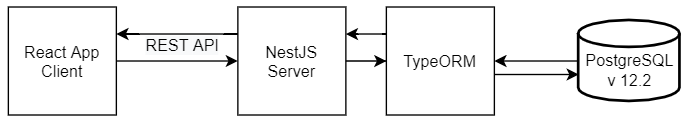 React App
Client
REST API
NestJS
Server
TypeORM
PostgreSQL
v 12.2